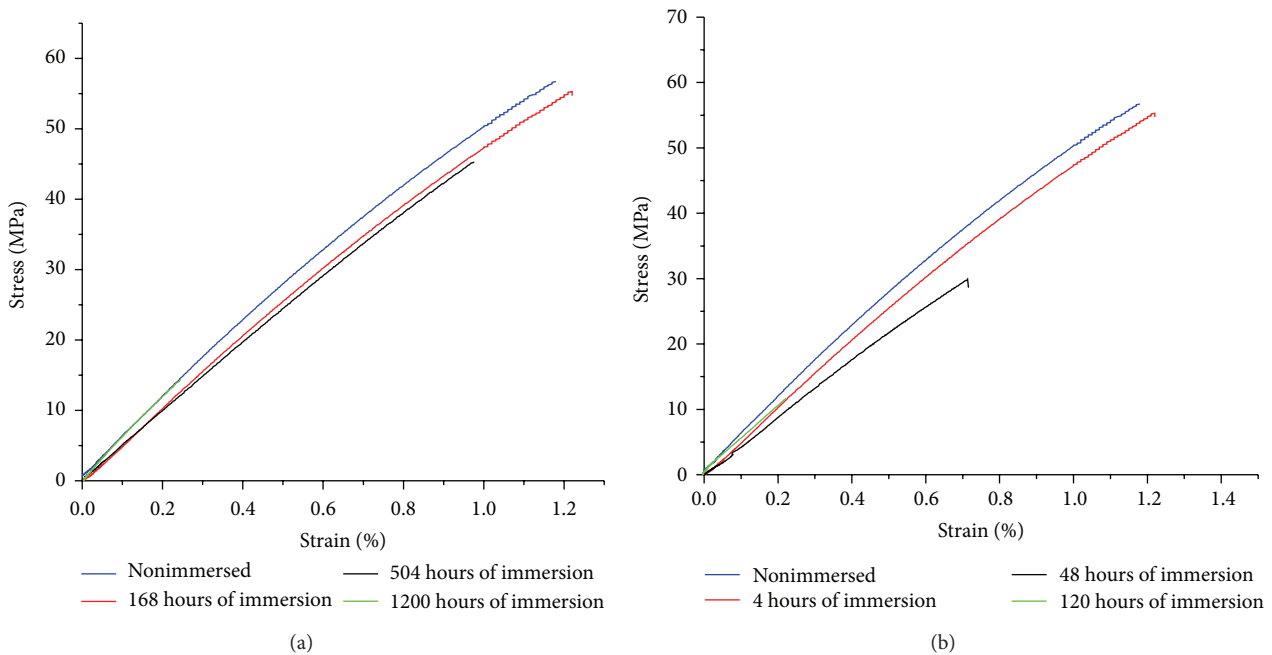 60
50
40
30
20
10
0
Stress (MPa)
0.0 0.2 0.4 0.6 0.8 1.0 1.2
Strain (%)
Nonimmersed
168 hours of immersion
504 hours of immersion
1200 hours of immersion
(a)
70
60
50
40
30
20
10
0
Stress (MPa)
0.0 0.2 0.4 0.6 0.8 1.0 1.2 1.4
Strain (%)
Nonimmersed
4 hours of immersion
48 hours of immersion
120 hours of immersion
(b)